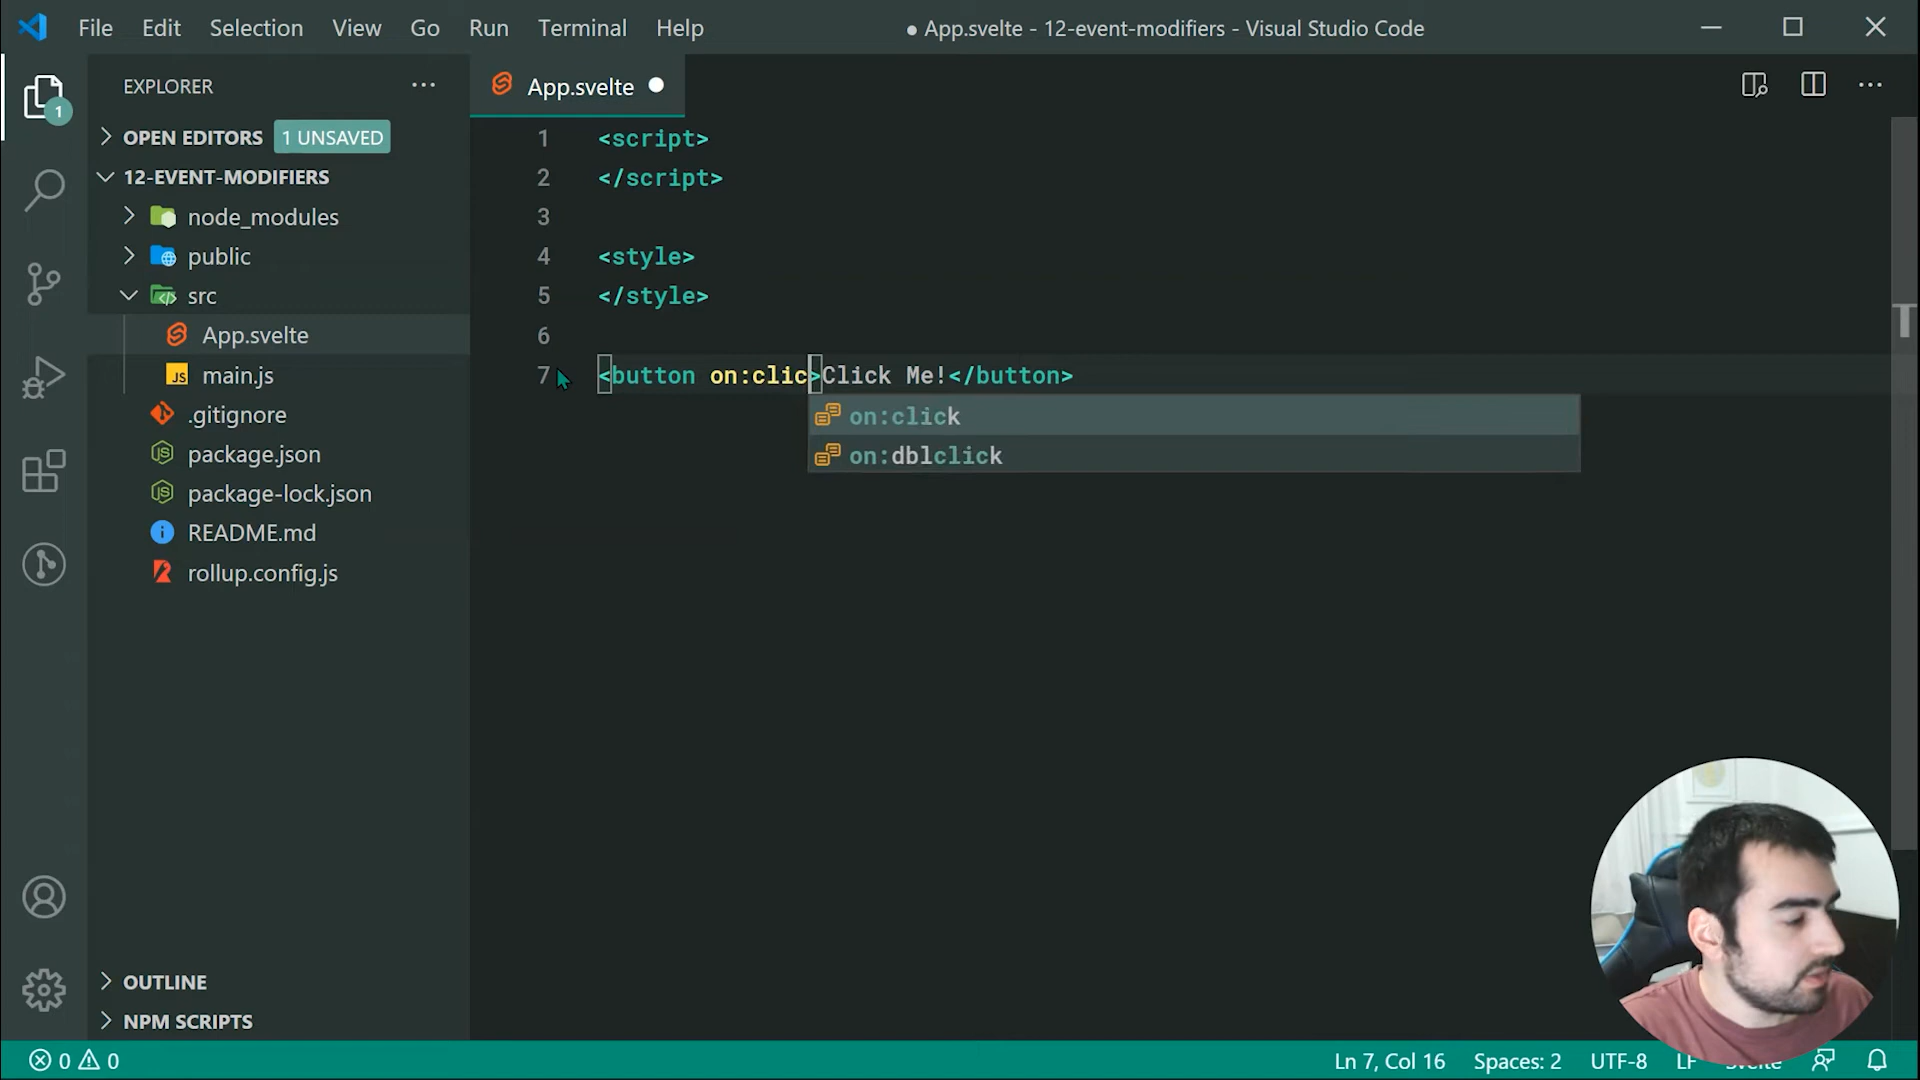 File Edit Selection View Go Run Terminal Help
● App.svelte - 12-event-modifiers - Visual Studio Code
EXPLORER
OPEN EDITORS 1 UNSAVED
12-EVENT-MODIFIERS
node_modules
public
src
App.svelte
main.js
.gitignore
package.json
package-lock.json
README.md
rollup.config.js
OUTLINE
NPM SCRIPTS
1
App.svelte
1 <script>
2 </script>
3
4 <style>
5 </style>
6
7 <button on:clic>Click Me!</button>
on:click
on:dblclick
0 0
Ln 7, Col 16 Spaces: 2 UTF-8 LF Svelte